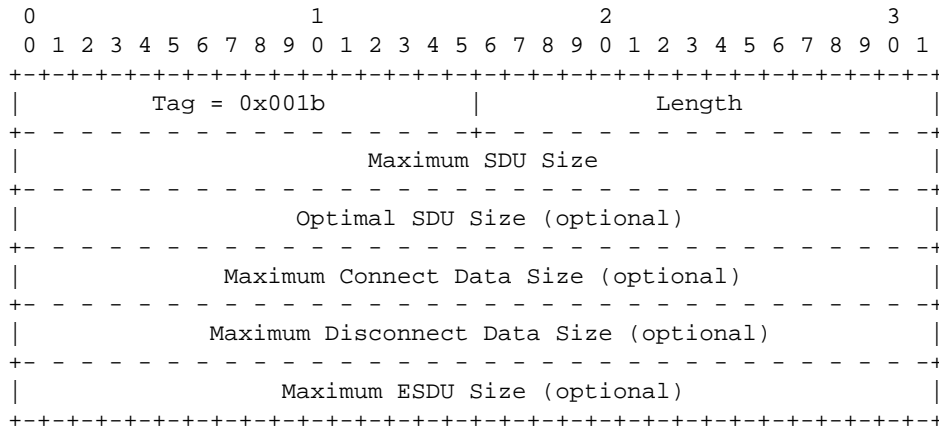 0                   1                   2                   3
 0 1 2 3 4 5 6 7 8 9 0 1 2 3 4 5 6 7 8 9 0 1 2 3 4 5 6 7 8 9 0 1
+-+-+-+-+-+-+-+-+-+-+-+-+-+-+-+-+-+-+-+-+-+-+-+-+-+-+-+-+-+-+-+-+
|         Tag = 0x001b          |            Length             |
+- - - - - - - - - - - - - - - -+- - - - - - - - - - - - - - - -+
|                        Maximum SDU Size                       |
+- - - - - - - - - - - - - - - - - - - - - - - - - - - - - - - -+
|                   Optimal SDU Size (optional)                 |
+- - - - - - - - - - - - - - - - - - - - - - - - - - - - - - - -+
|              Maximum Connect Data Size (optional)             |
+- - - - - - - - - - - - - - - - - - - - - - - - - - - - - - - -+
|             Maximum Disconnect Data Size (optional)           |
+- - - - - - - - - - - - - - - - - - - - - - - - - - - - - - - -+
|                  Maximum ESDU Size (optional)                 |
+-+-+-+-+-+-+-+-+-+-+-+-+-+-+-+-+-+-+-+-+-+-+-+-+-+-+-+-+-+-+-+-+